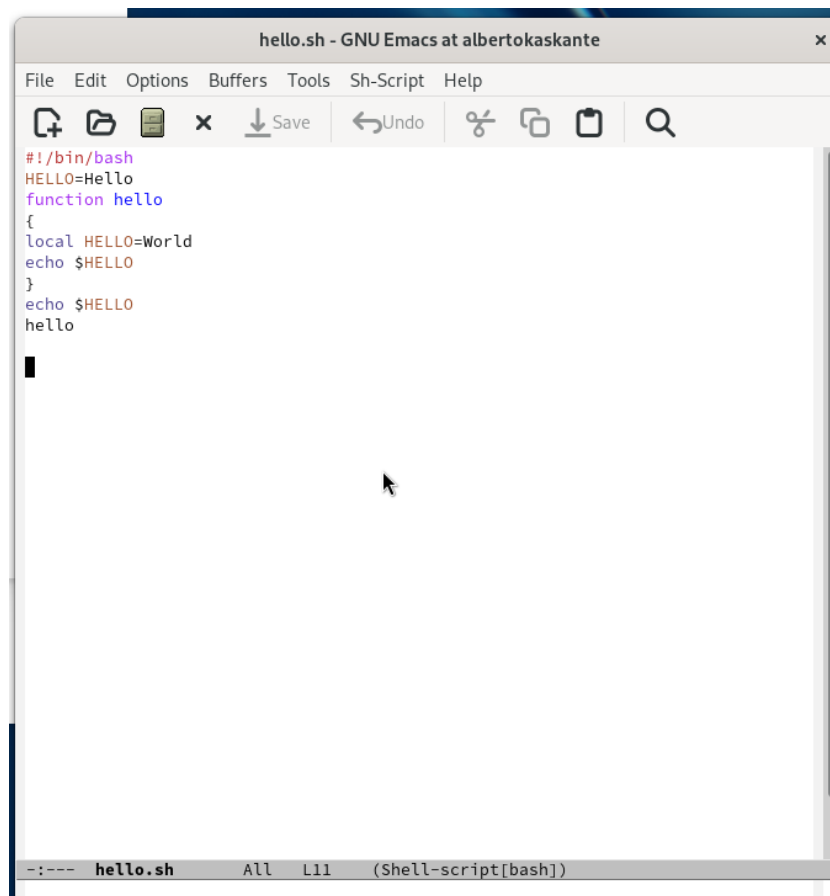 hello.sh - GNU Emacs at albertokaskante
File Edit Options Buffers Tools Sh-Script Help
Save Undo
#!/bin/bash
HELLO=Hello
function hello
{
local HELLO=World
echo $HELLO
}
echo $HELLO
hello
-:--- hello.sh All L11 (Shell-script[bash])